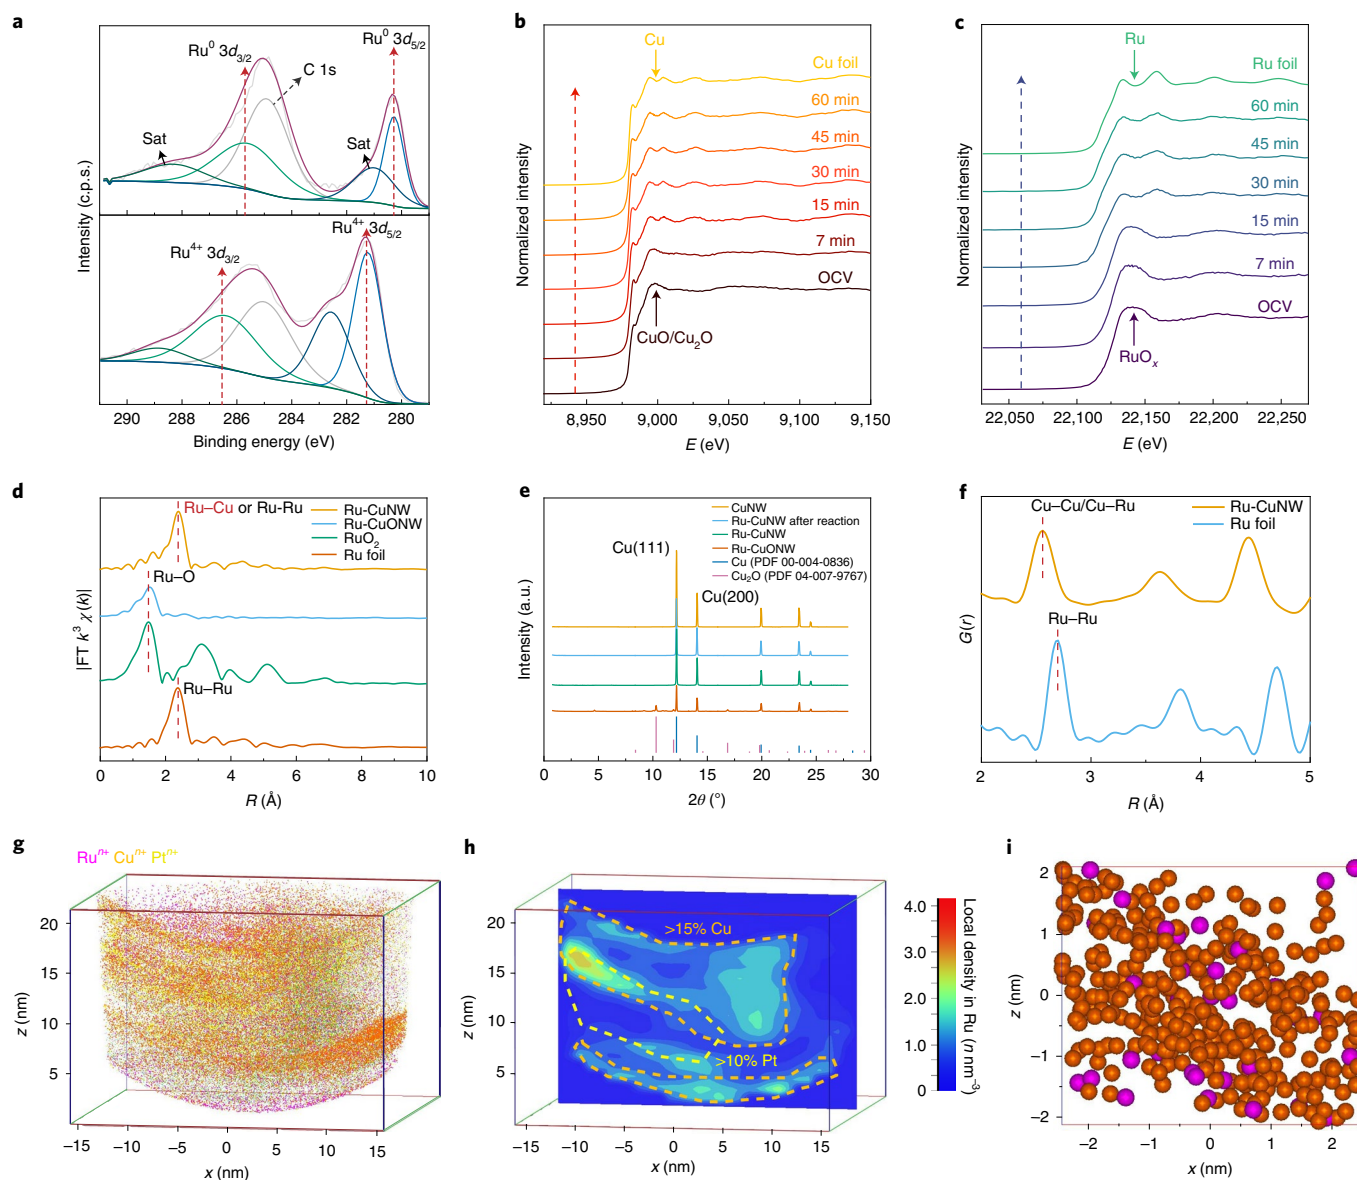 a
Ru⁰ 3d₃/₂
Ru⁰ 3d₅/₂
C 1s
Sat
Sat
Ru⁴⁺ 3d₃/₂
Ru⁴⁺ 3d₅/₂
Intensity (c.p.s.)
290 288 286 284 282 280
Binding energy (eV)
b
Cu
Cu foil
60 min
45 min
30 min
15 min
7 min
OCV
CuO/Cu₂O
Normalized intensity
8,950 9,000 9,050 9,100 9,150
E (eV)
c
Ru
Ru foil
60 min
45 min
30 min
15 min
7 min
OCV
RuOₓ
Normalized intensity
22,050 22,100 22,150 22,200 22,250
E (eV)
d
Ru–Cu or Ru-Ru
Ru-CuNW
Ru-CuONW
RuO₂
Ru foil
Ru–O
Ru–Ru
|FT k³ χ(k)|
0 2 4 6 8 10
R (Å)
e
CuNW
Ru-CuNW after reaction
Ru-CuNW
Ru-CuONW
Cu (PDF 00-004-0836)
Cu₂O (PDF 04-007-9767)
Cu(111)
Cu(200)
Intensity (a.u.)
0 5 10 15 20 25 30
2θ (°)
f
Cu–Cu/Cu–Ru
Ru-CuNW
Ru foil
Ru–Ru
G(r)
2 3 4 5
R (Å)
g
Ruⁿ⁺ Cuⁿ⁺ Ptⁿ⁺
20
15
10
5
z (nm)
−15 −10 −5 0 5 10 15
x (nm)
h
>15% Cu
>10% Pt
20
15
10
5
z (nm)
−15 −10 −5 0 5 10 15
x (nm)
4.0
3.0
2.0
1.0
0
Local density in Ru (n nm⁻³)
i
2
1
0
−1
−2
z (nm)
−2 −1 0 1 2
x (nm)